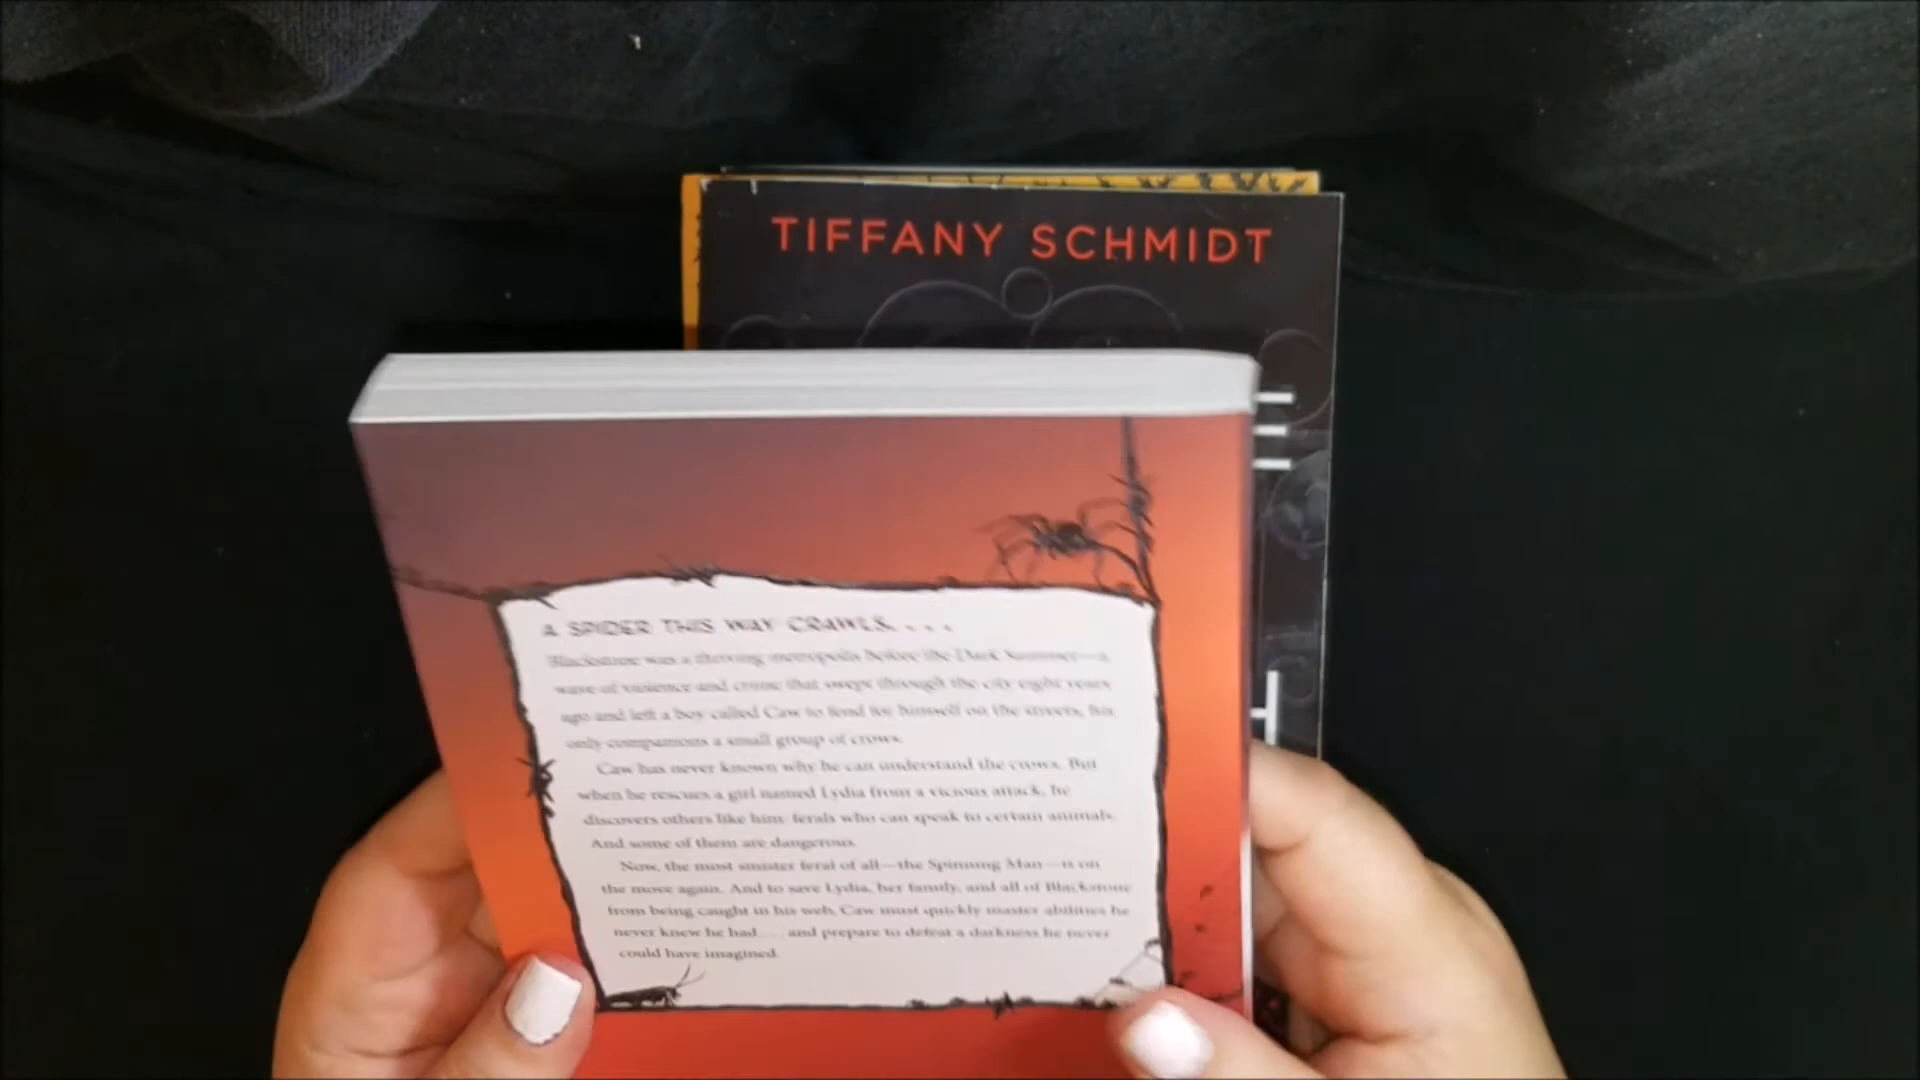 TIFFANY SCHMIDT
A SPIDER THIS WAY CRAWLS. . . .
Blackstone was a thriving metropolis before the Dark Summer—a
wave of violence and crime that swept through the city eight years
ago and left a boy called Caw to fend for himself on the streets, his
only companions a small group of crows.
Caw has never known why he can understand the crows. But
when he rescues a girl named Lydia from a vicious attack, he
discovers others like him: ferals who can speak to certain animals.
And some of them are dangerous.
Now, the most sinister feral of all—the Spinning Man—is on
the move again. And to save Lydia, her family, and all of Blackstone
from being caught in his web, Caw must quickly master abilities he
never knew he had . . . and prepare to defeat a darkness he never
could have imagined.